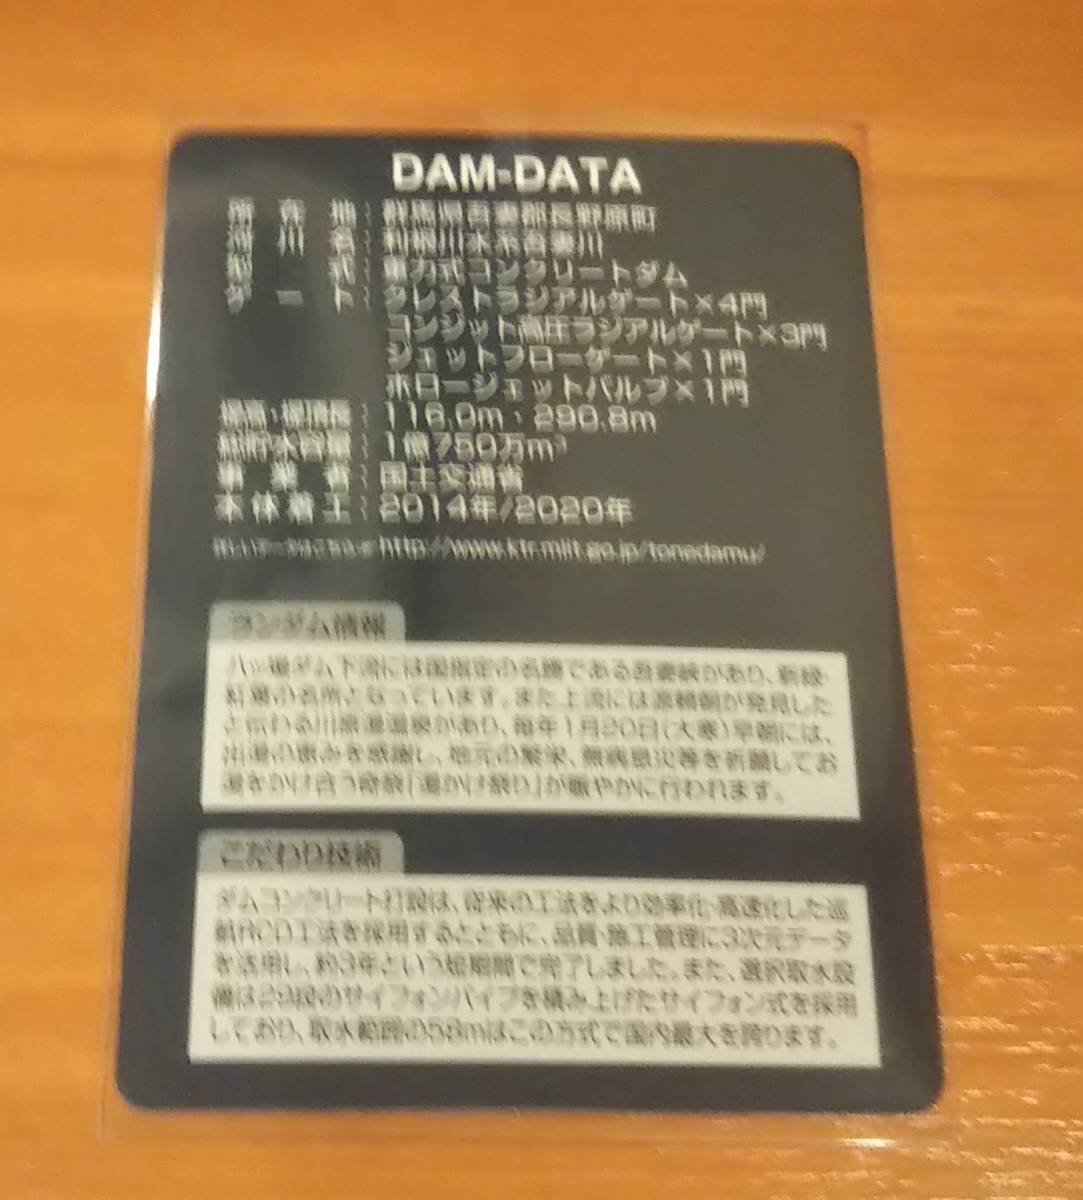 DAM-DATA
所在地：群馬県吾妻郡長野原町
河川名：利根川水系吾妻川
型式：重力式コンクリートダム
ゲート：クレストラジアルゲート×4門
コンジット高圧ラジアルゲート×3門
ジェットフローゲート×1門
ホロージェットバルブ×1門
堤高・堤頂長：116.0m・290.8m
総貯水容量：1億750万m³
事業者：国土交通省
本体着工：2014年/2020年
http://www.ktr.mlit.go.jp/tonedamu/
ランダム情報
八ッ場ダム下流には国指定の名勝である吾妻峡があり、新緑・
紅葉の名所となっています。また上流には源頼朝が発見した
と伝わる川原湯温泉があり、毎年1月20日(大寒)早朝には、
出湯の恵みを感謝し、地元の繁栄、無病息災等を祈願してお
湯をかけ合う奇祭「湯かけ祭り」が賑やかに行われます。
こだわり技術
ダムコンクリート打設は、従来の工法をより効率化・高速化した巡
航RCD工法を採用するとともに、品質・施工管理に3次元データ
を活用し、約3年という短期間で完了しました。また、選択取水設
備は29段のサイフォンパイプを積み上げたサイフォン式を採用
しており、取水範囲の58mはこの方式で国内最大を誇ります。